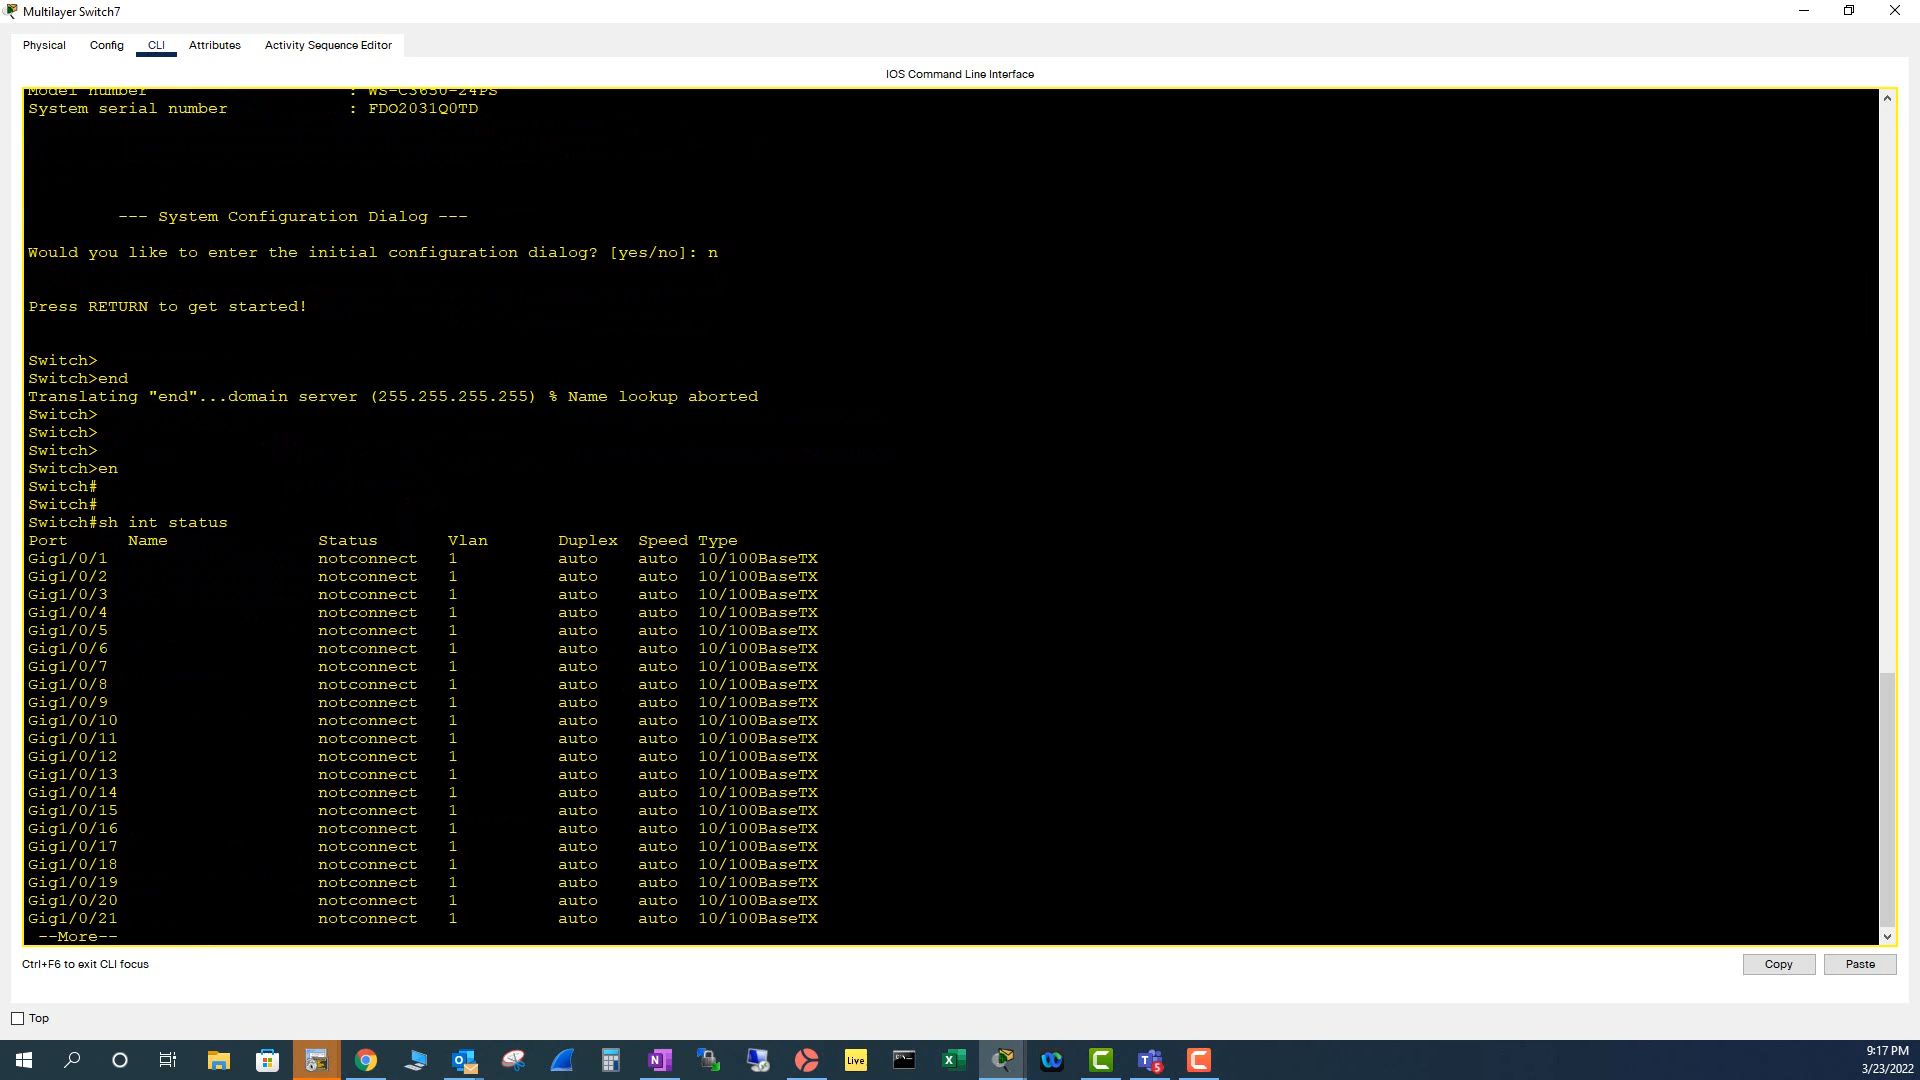 Multilayer Switch7
Physical Config CLI Attributes Activity Sequence Editor
IOS Command Line Interface
Model number : WS-C3650-24PS
System serial number : FDO2031Q0TD
--- System Configuration Dialog ---
Would you like to enter the initial configuration dialog? [yes/no]: n
Press RETURN to get started!
Switch>
Switch>end
Translating "end"...domain server (255.255.255.255) % Name lookup aborted
Switch>
Switch>
Switch>
Switch>en
Switch#
Switch#
Switch#sh int status
Port Name Status Vlan Duplex Speed Type
Gig1/0/1 notconnect 1 auto auto 10/100BaseTX
Gig1/0/2 notconnect 1 auto auto 10/100BaseTX
Gig1/0/3 notconnect 1 auto auto 10/100BaseTX
Gig1/0/4 notconnect 1 auto auto 10/100BaseTX
Gig1/0/5 notconnect 1 auto auto 10/100BaseTX
Gig1/0/6 notconnect 1 auto auto 10/100BaseTX
Gig1/0/7 notconnect 1 auto auto 10/100BaseTX
Gig1/0/8 notconnect 1 auto auto 10/100BaseTX
Gig1/0/9 notconnect 1 auto auto 10/100BaseTX
Gig1/0/10 notconnect 1 auto auto 10/100BaseTX
Gig1/0/11 notconnect 1 auto auto 10/100BaseTX
Gig1/0/12 notconnect 1 auto auto 10/100BaseTX
Gig1/0/13 notconnect 1 auto auto 10/100BaseTX
Gig1/0/14 notconnect 1 auto auto 10/100BaseTX
Gig1/0/15 notconnect 1 auto auto 10/100BaseTX
Gig1/0/16 notconnect 1 auto auto 10/100BaseTX
Gig1/0/17 notconnect 1 auto auto 10/100BaseTX
Gig1/0/18 notconnect 1 auto auto 10/100BaseTX
Gig1/0/19 notconnect 1 auto auto 10/100BaseTX
Gig1/0/20 notconnect 1 auto auto 10/100BaseTX
Gig1/0/21 notconnect 1 auto auto 10/100BaseTX
--More--
Ctrl+F6 to exit CLI focus
Copy Paste
Top
Live
9:17 PM
3/23/2022